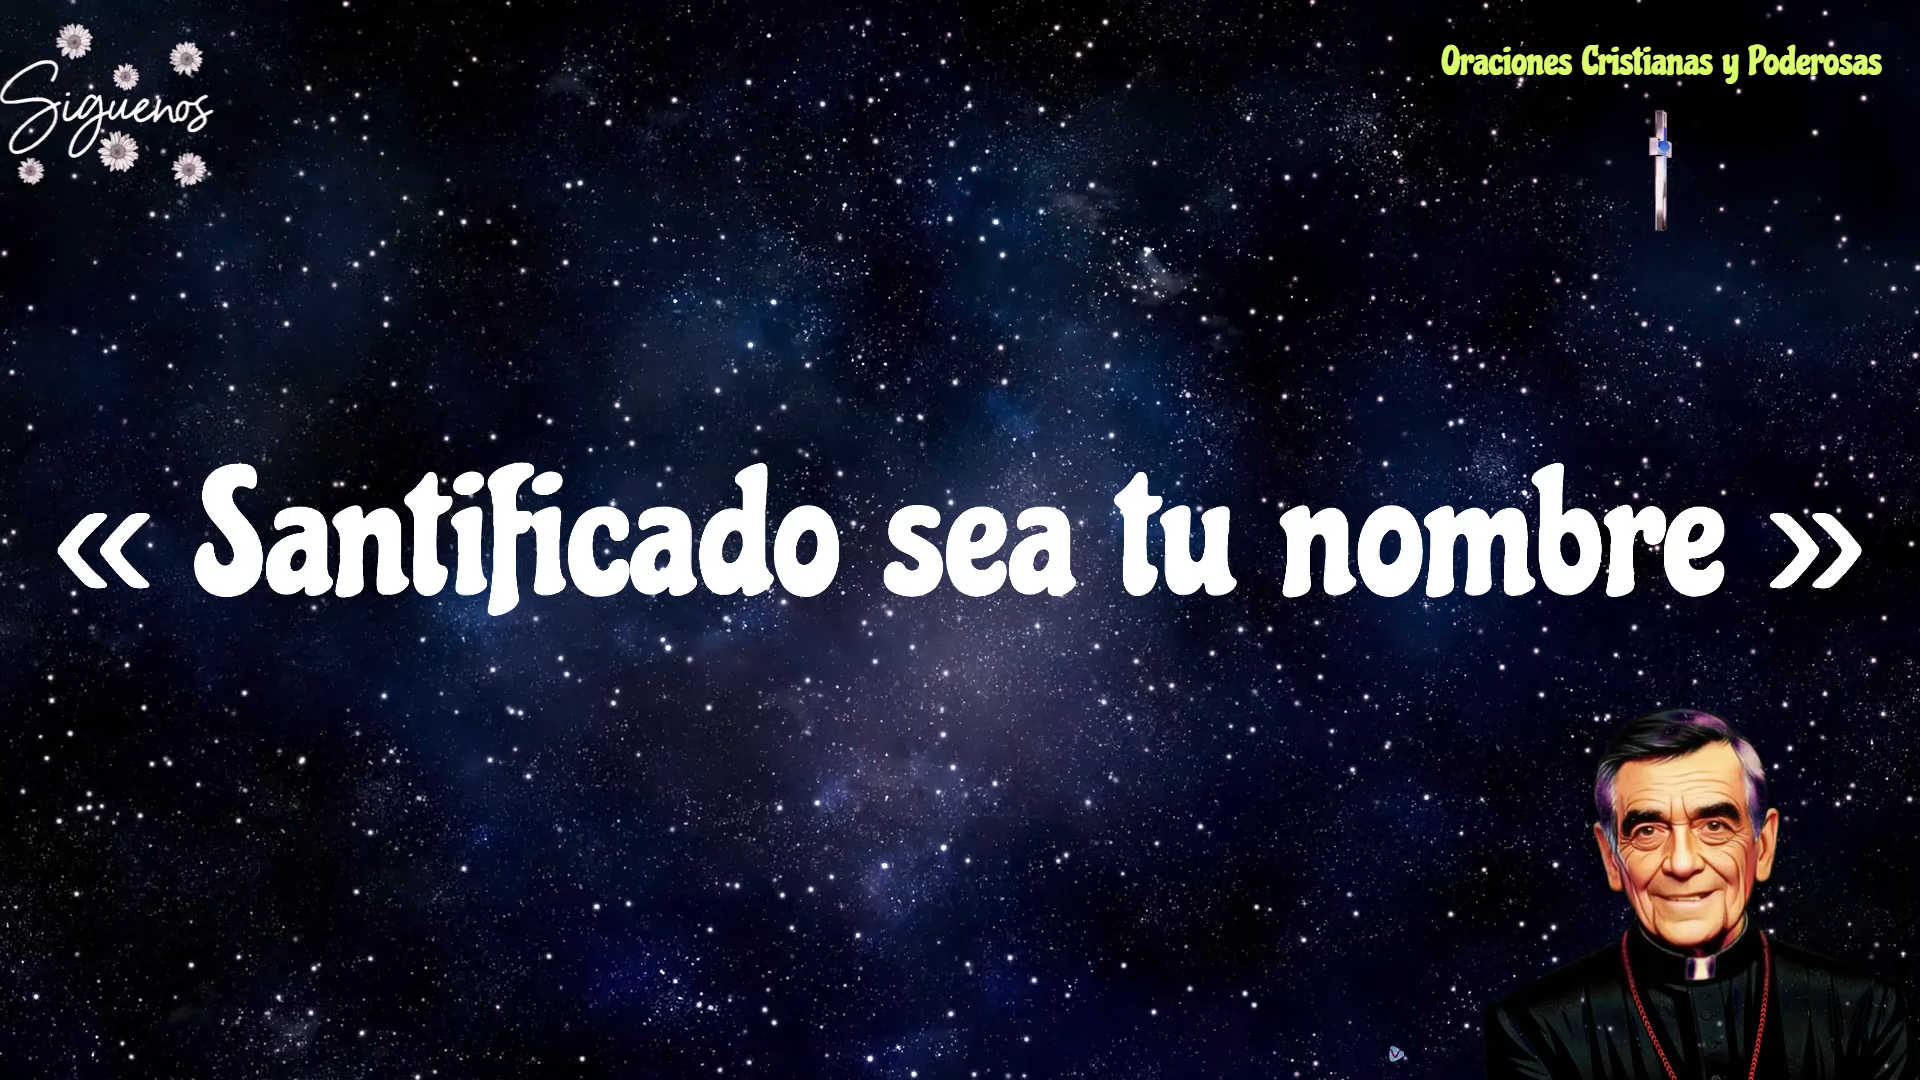 Siguenos
Oraciones Cristianas y Poderosas
« Santificado sea tu nombre »